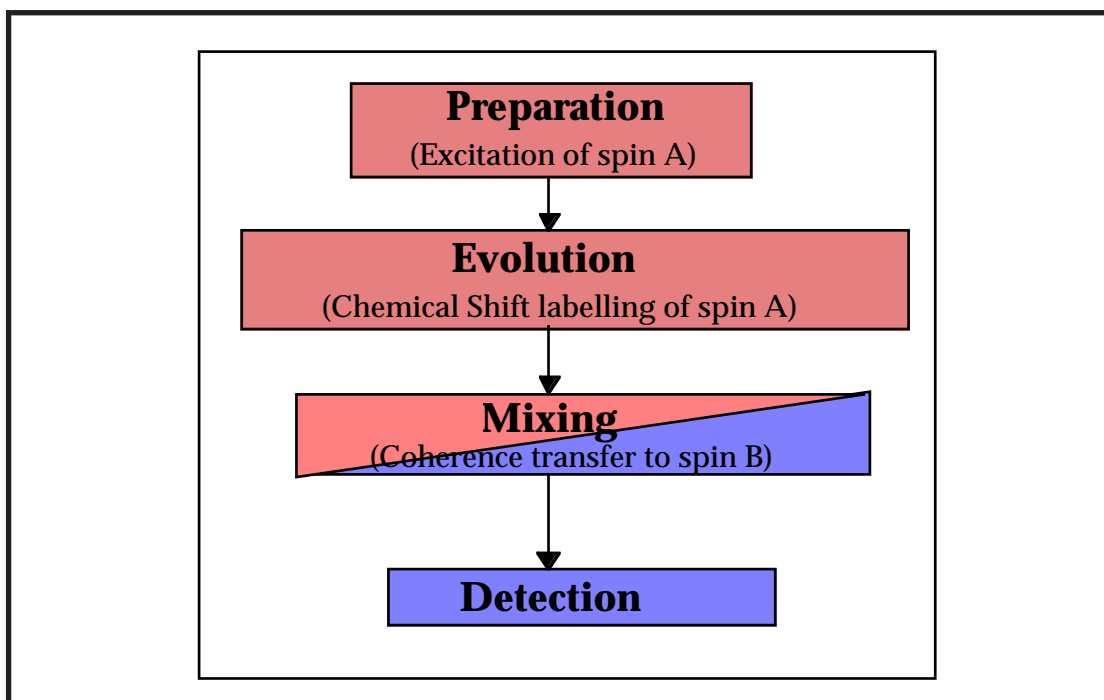 Preparation
(Excitation of spin A)
Evolution
(Chemical Shift labelling of spin A)
Mixing
(Coherence transfer to spin B)
Detection